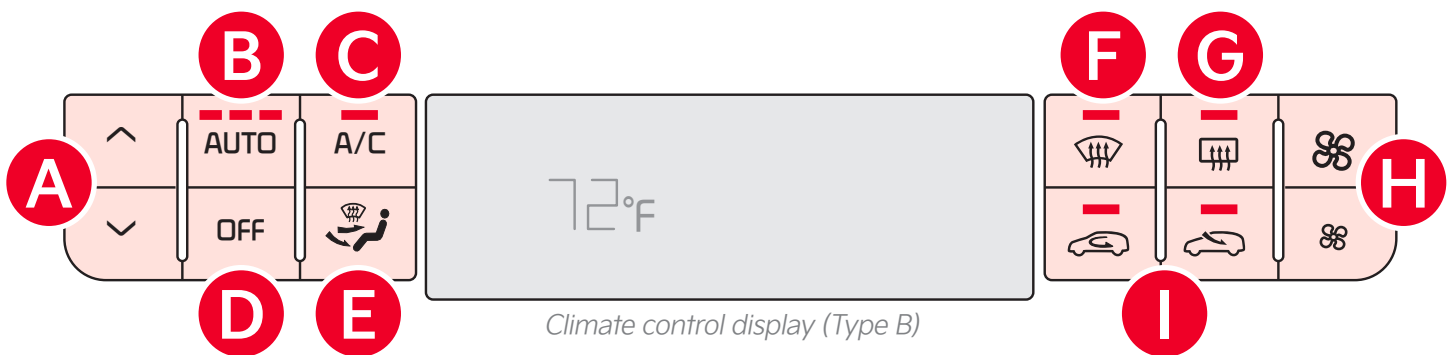 B C F G
AUTO A/C
A H
72°F
OFF
D E I
Climate control display (Type B)